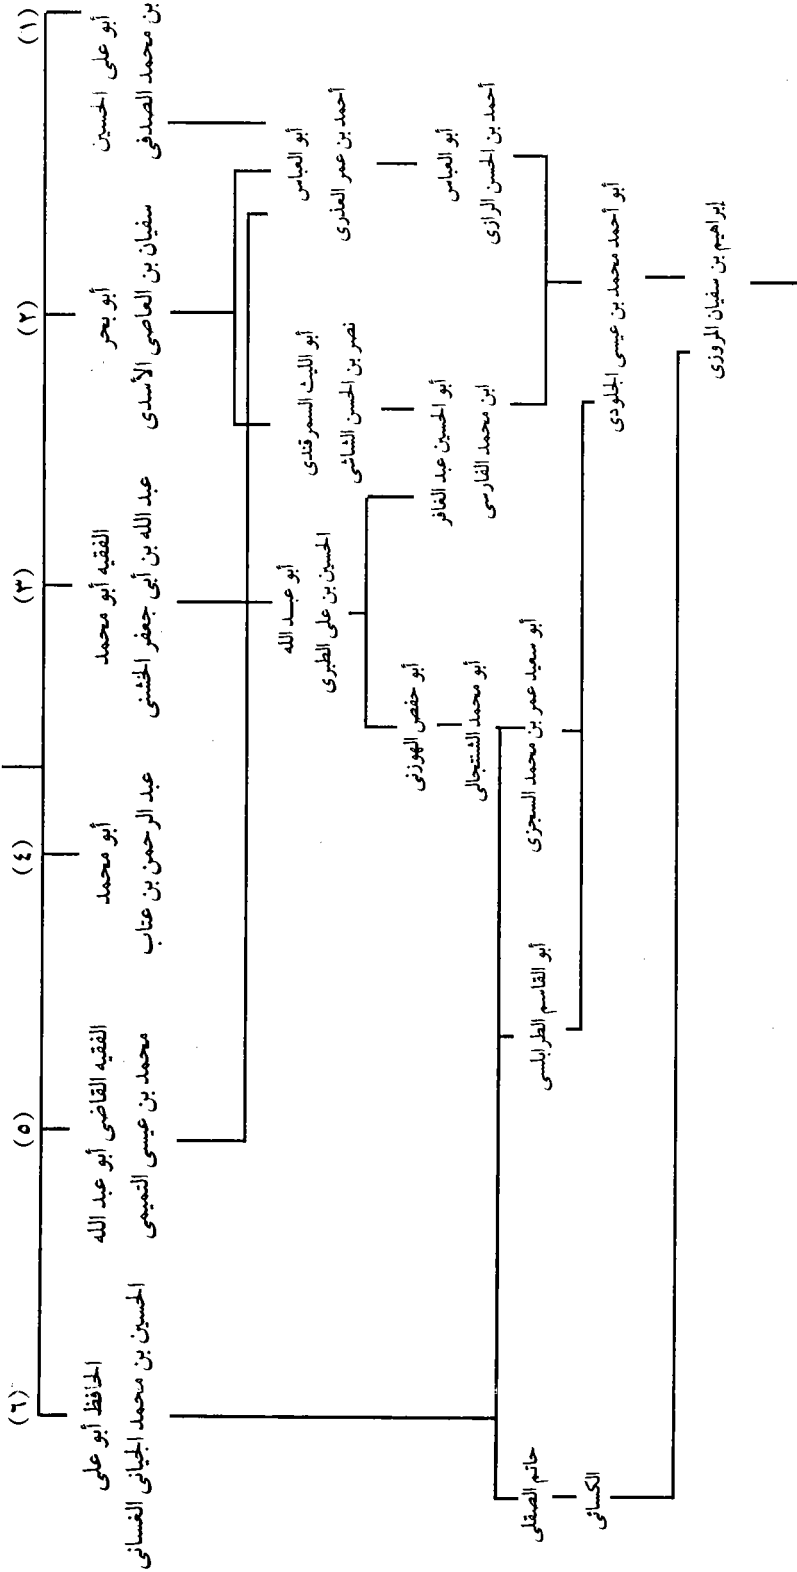 (١)
أبو على الحسين
بن محمد الصدفى
(٢)
أبو بحر
سفيان بن العاصى الأسدى
(٣)
الفقيه أبو محمد
عبد الله بن أبى جعفر الخشنى
(٤)
أبو محمد
عبد الرحمن بن عتاب
(٥)
الفقيه القاضى أبو عبد الله
محمد بن عيسى التميمى
(٦)
الحافظ أبو على
الحسين بن محمد الجيانى الغسانى
أبو العباس
أحمد بن عمر العذرى
أبو الليث السمرقندى
نصر بن الحسن الشاشى
أبو عبد الله
الحسين بن على الطبرى
أبو العباس
أحمد بن الحسن الرازى
أبو الحسين عبد الغافر
ابن محمد الفارسى
أبو حفص الهوزنى
أبو محمد الشنتجالى
أبو سعيد عمر بن محمد السجزى
أبو القاسم الطرابلسى
حاتم الصقلى
الكسائى
أبو أحمد محمد بن عيسى الجلودى
إبراهيم بن سفيان المروزى